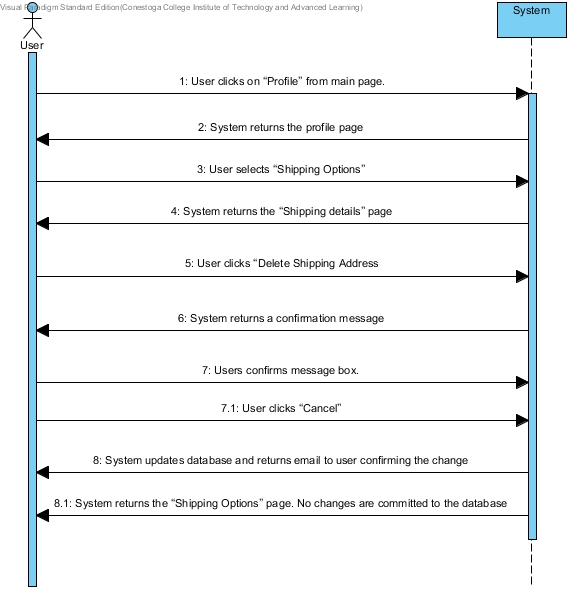 Visual Paradigm Standard Edition(Conestoga College Institute of Technology and Advanced Learning)
System
User
1: User clicks on “Profile” from main page.
2: System returns the profile page
3: User selects “Shipping Options”
4: System returns the “Shipping details” page
5: User clicks “Delete Shipping Address
6: System returns a confirmation message
7: Users confirms message box.
7.1: User clicks “Cancel”
8: System updates database and returns email to user confirming the change
8.1: System returns the “Shipping Options” page. No changes are committed to the database